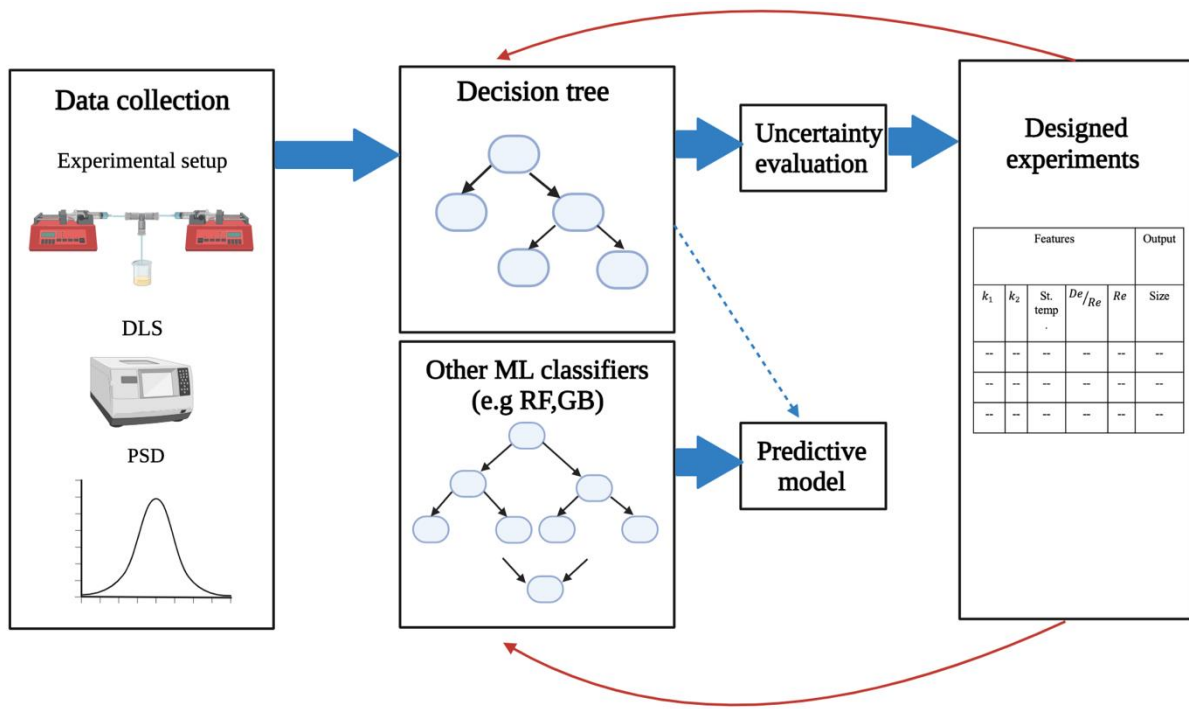 Data collection
Experimental setup
DLS
PSD
Decision tree
Other ML classifiers
(e.g RF,GB)
Uncertainty
evaluation
Predictive
model
Designed
experiments
Features Output
k₁ k₂ St. temp . De/Re Re Size
-- -- -- -- -- --
-- -- -- -- -- --
-- -- -- -- -- --